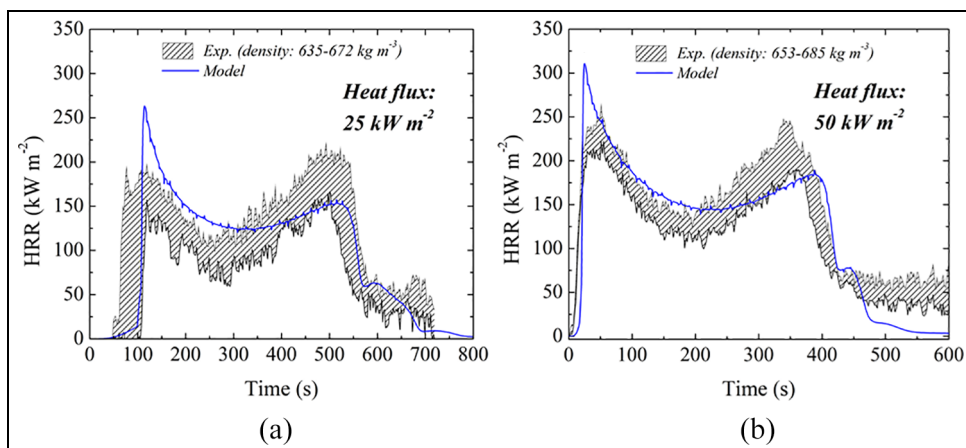 350
300
250
200
150
100
50
0
HRR (kW m⁻²)
Exp. (density: 635-672 kg m⁻³)
Model
Heat flux:
25 kW m⁻²
0 100 200 300 400 500 600 700 800
Time (s)
(a)
350
300
250
200
150
100
50
0
HRR (kW m⁻²)
Exp. (density: 653-685 kg m⁻³)
Model
Heat flux:
50 kW m⁻²
0 100 200 300 400 500 600
Time (s)
(b)